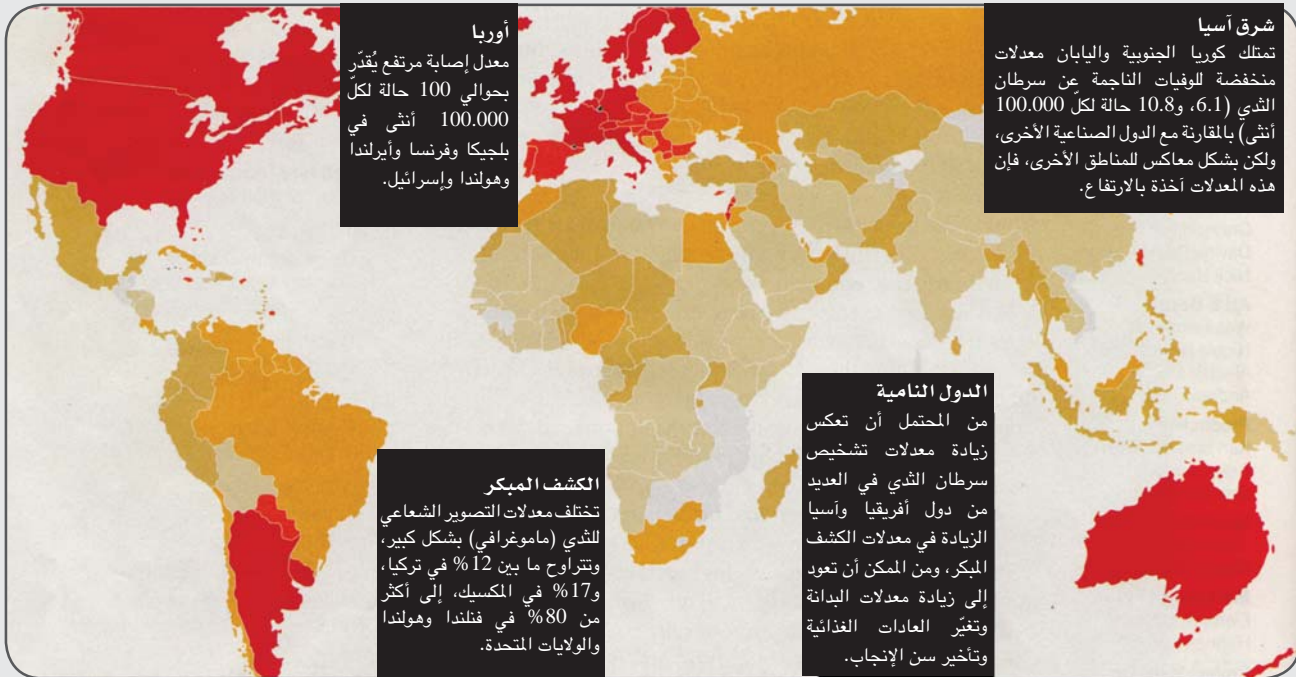 شرق آسيا
تمتلك كوريا الجنوبية واليابان معدلات
منخفضة للوفيات الناجمة عن سرطان
الثدي (6.1، و10.8 حالة لكلّ 100.000
أنثى) بالمقارنة مع الدول الصناعية الأخرى،
ولكن بشكل معاكس للمناطق الأخرى، فإن
هذه المعدلات آخذة بالارتفاع.
أوربا
معدل إصابة مرتفع يُقدّر
بحوالي 100 حالة لكلّ
100.000 أنثى في
بلجيكا وفرنسا وأيرلندا
وهولندا وإسرائيل.
الدول النامية
من المحتمل أن تعكس
زيادة معدلات تشخيص
سرطان الثدي في العديد
من دول أفريقيا وآسيا
الزيادة في معدلات الكشف
المبكر، ومن الممكن أن تعود
إلى زيادة معدلات البدانة
وتغيّر العادات الغذائية
وتأخير سن الإنجاب.
الكشف المبكر
تختلف معدلات التصوير الشعاعي
للثدي (ماموغرافي) بشكل كبير،
وتتراوح ما بين 12% في تركيا،
و17% في المكسيك، إلى أكثر
من 80% في فنلندا وهولندا
والولايات المتحدة.